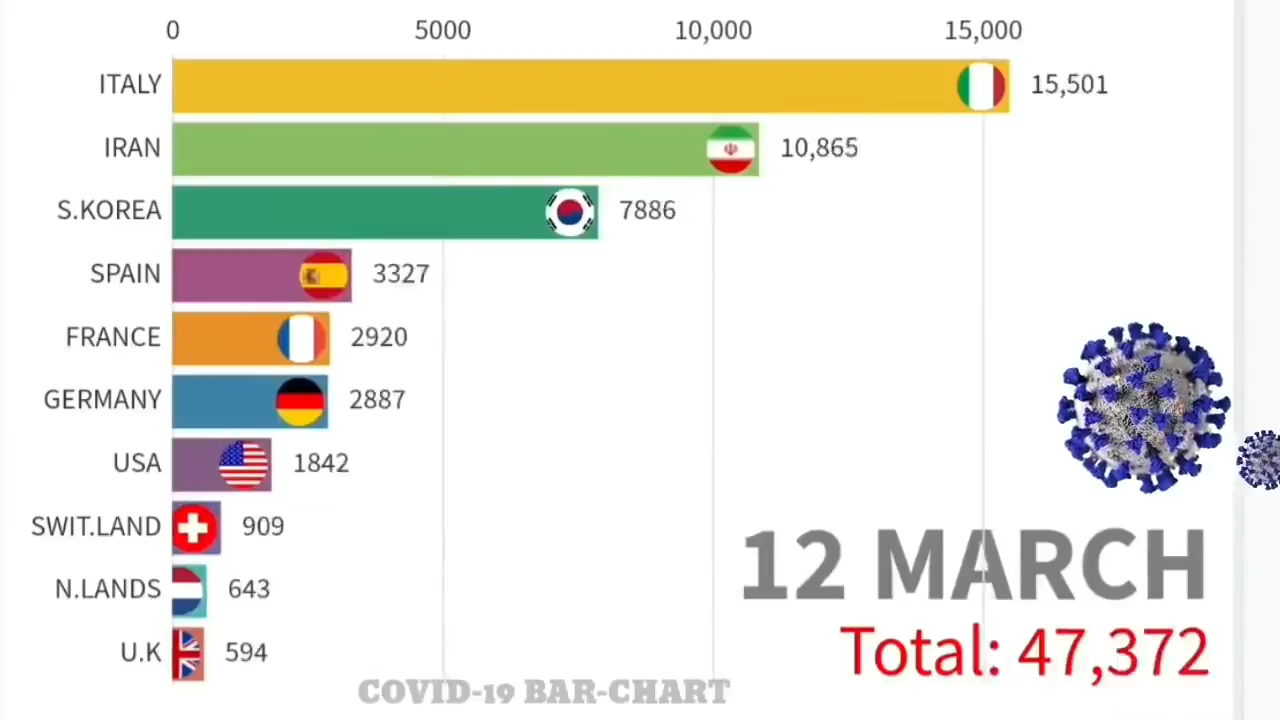 0 5000 10,000 15,000
ITALY 15,501
IRAN 10,865
S.KOREA 7886
SPAIN 3327
FRANCE 2920
GERMANY 2887
USA 1842
SWIT.LAND 909
N.LANDS 643
U.K 594
12 MARCH
Total: 47,372
COVID-19 BAR-CHART